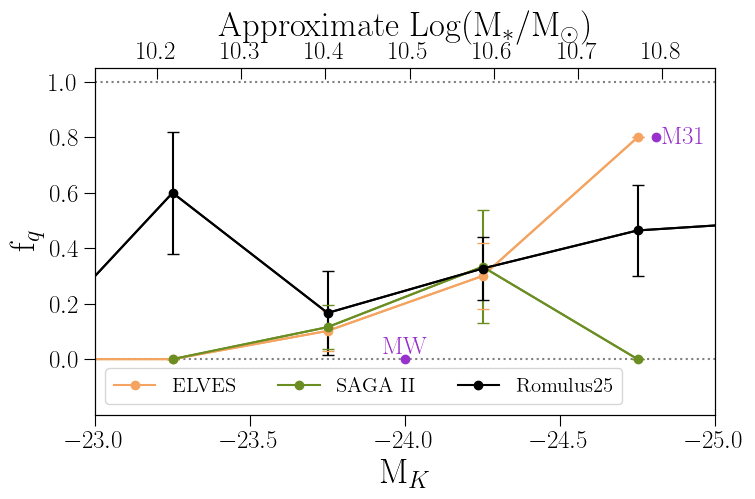 Approximate Log(M*/M☉)
10.2 10.3 10.4 10.5 10.6 10.7 10.8
1.0
0.8
0.6
0.4
0.2
0.0
f_q
M31
MW
ELVES SAGA II Romulus25
−23.0 −23.5 −24.0 −24.5 −25.0
M_K